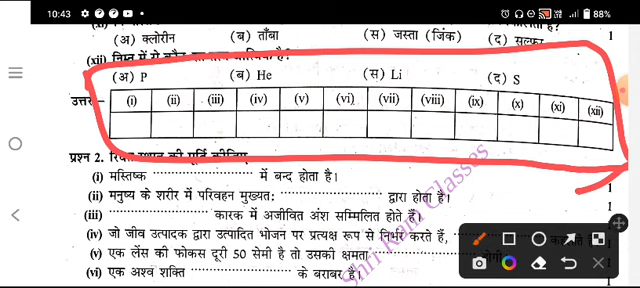 10:43 88%
(अ) क्लोरीन (ब) ताँबा (स) जस्ता (जिंक) (द) सल्फर 1
(xii) निम्न में से कौन है?
(अ) P (ब) He (स) Li (द) S
उत्तर– (i) (ii) (iii) (iv) (v) (vi) (vii) (viii) (ix) (x) (xi) (xii)
प्रश्न 2. रिक्त स्थान की पूर्ति कीजिए
(i) मस्तिष्क ............ में बन्द होता है। 1
(ii) मनुष्य के शरीर में परिवहन मुख्यतः ............ द्वारा होता है। 1
(iii) ............ कारक में अजीवित अंश सम्मिलित होते हैं। 1
(iv) जो जीव उत्पादक द्वारा उत्पादित भोजन पर प्रत्यक्ष रूप से निर्भर करते हैं,
(v) एक लेंस की फोकस दूरी 50 सेमी है तो उसकी क्षमता ............ होगी
(vi) एक अश्व शक्ति ............ के बराबर है।
Shri Ram Classes